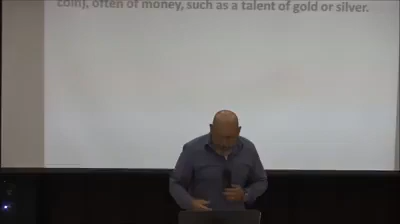 coin), often of money, such as a talent of gold or silver.